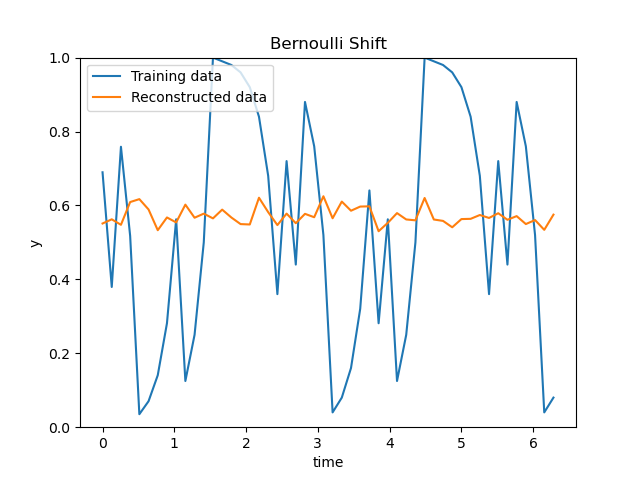 Bernoulli Shift
Training data
Reconstructed data
1.0
0.8
0.6
0.4
0.2
0.0
y
0 1 2 3 4 5 6
time